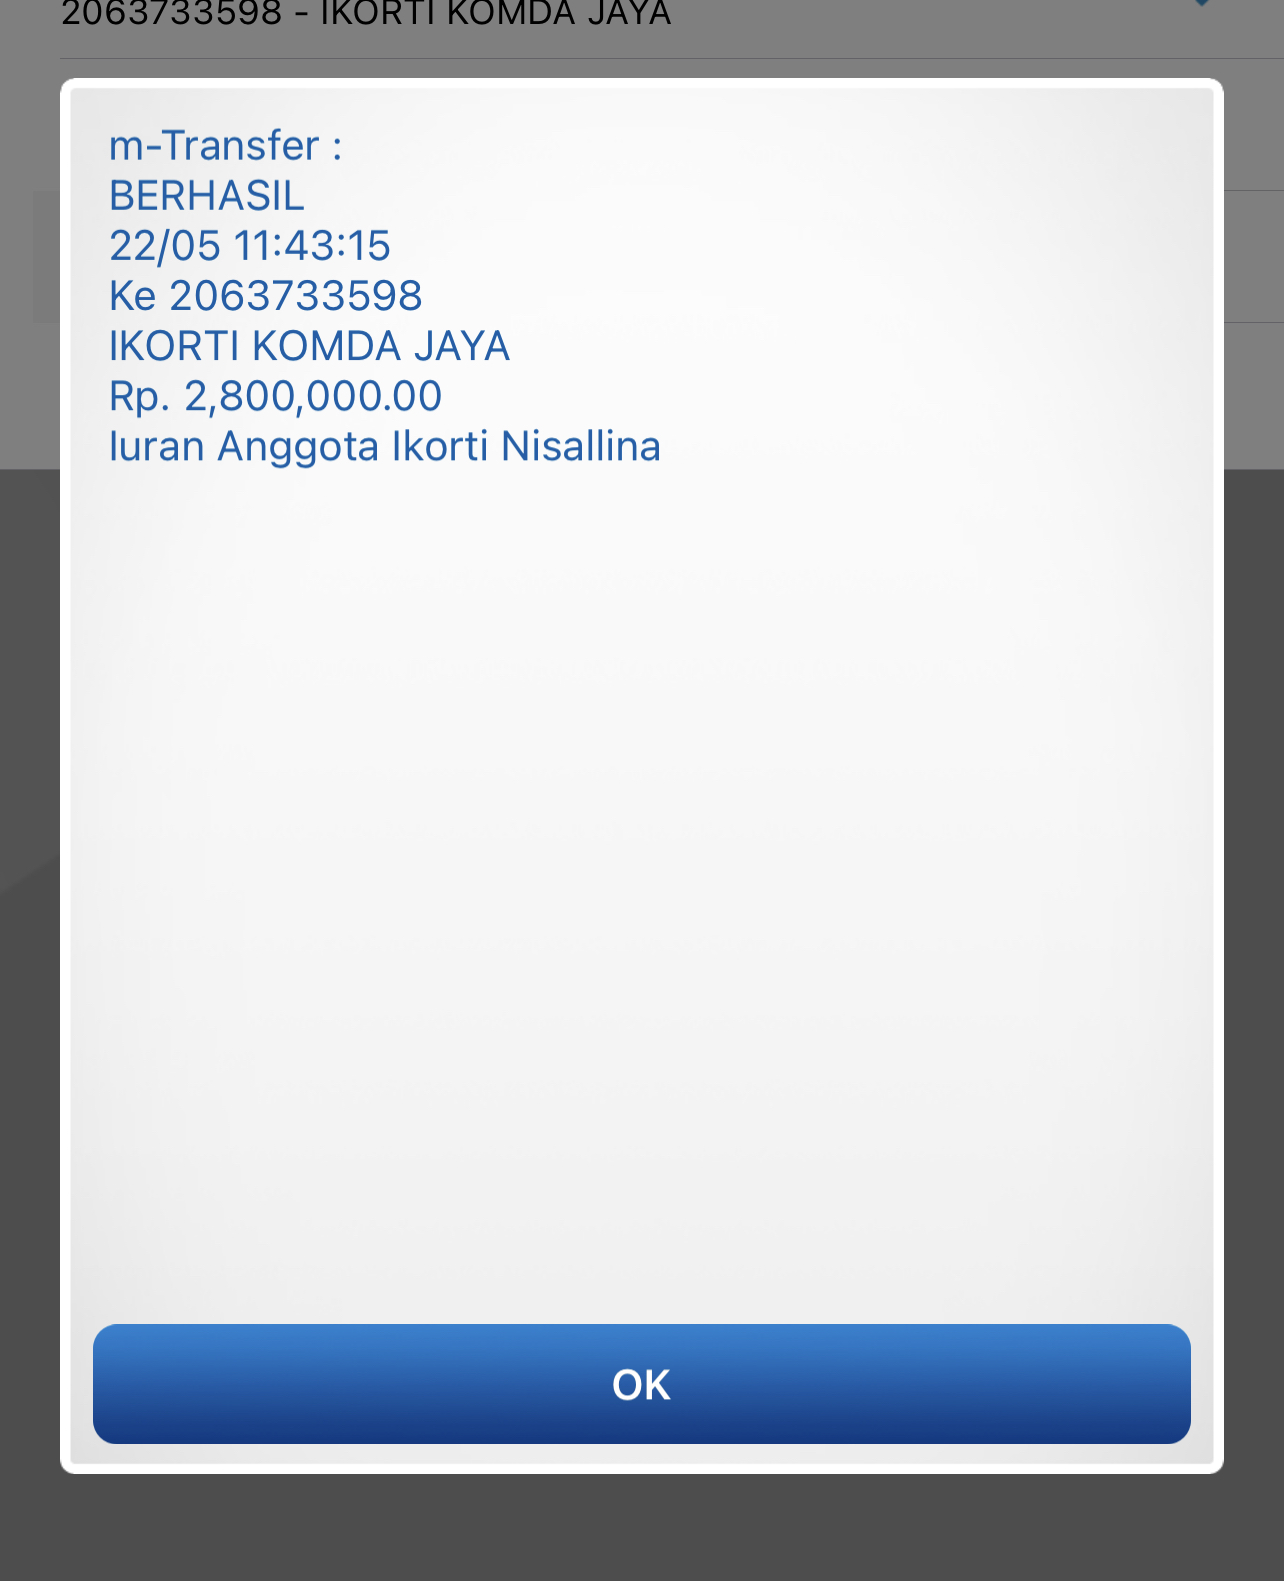 2063733598 - IKORTI KOMDA JAYA
m-Transfer :
BERHASIL
22/05 11:43:15
Ke 2063733598
IKORTI KOMDA JAYA
Rp. 2,800,000.00
Iuran Anggota Ikorti Nisallina
OK